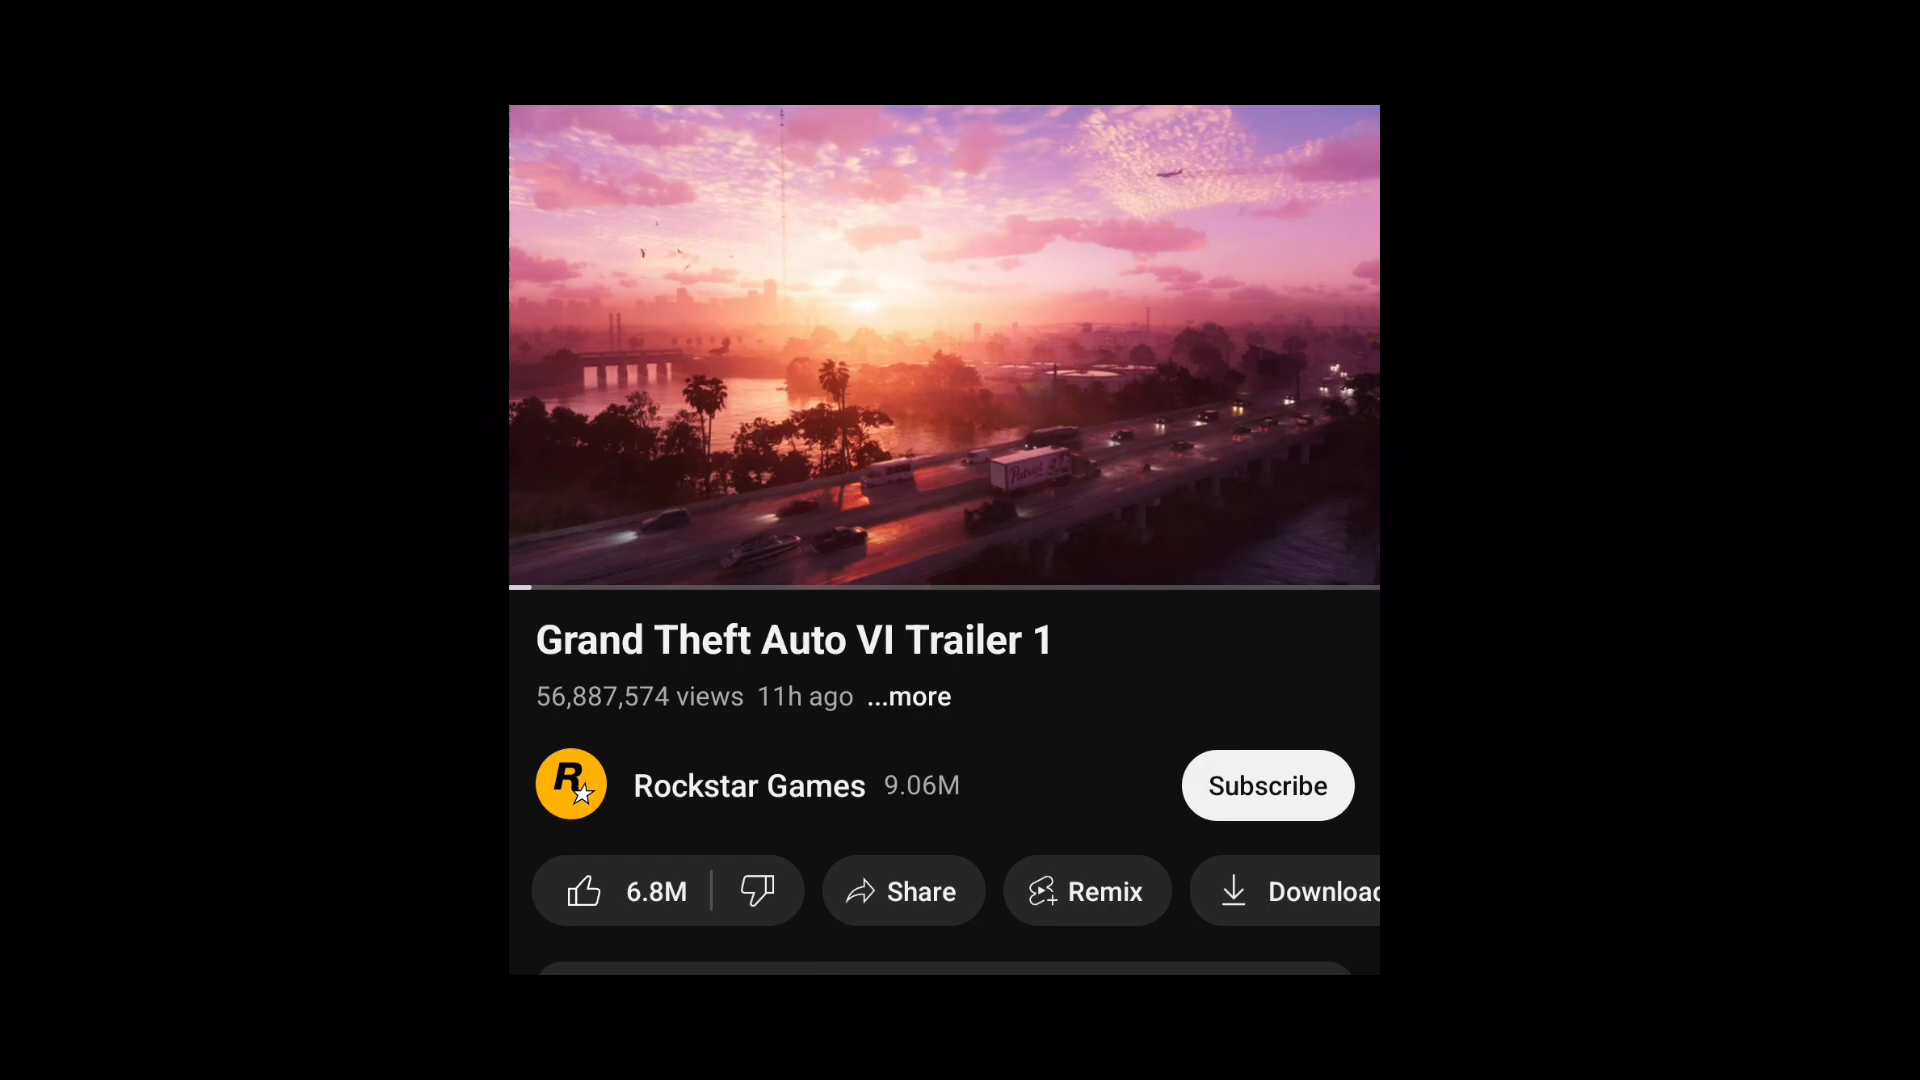 Patriot
Grand Theft Auto VI Trailer 1
56,887,574 views 11h ago ...more
R
Rockstar Games 9.06M
Subscribe
6.8M
Share
Remix
Downloac